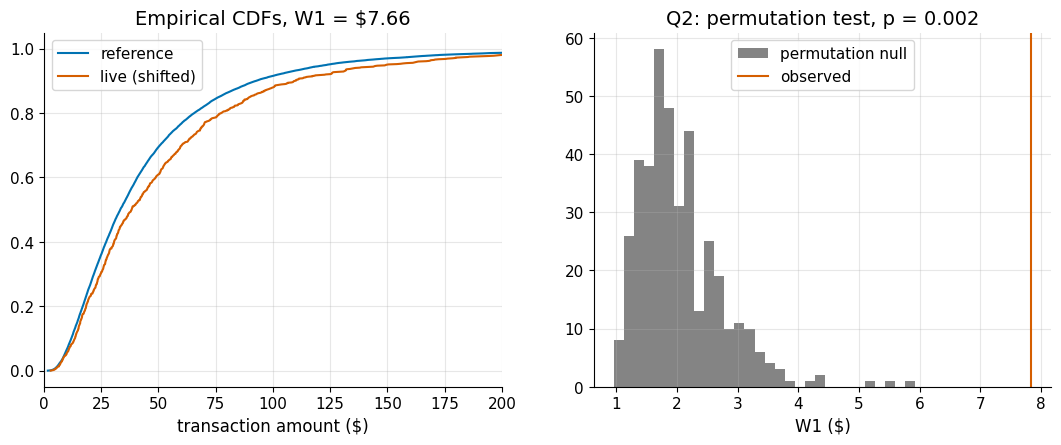 Empirical CDFs, W1 = $7.66
reference
live (shifted)
1.0
0.8
0.6
0.4
0.2
0.0
0 25 50 75 100 125 150 175 200
transaction amount ($)
Q2: permutation test, p = 0.002
permutation null
observed
60
50
40
30
20
10
0
1 2 3 4 5 6 7 8
W1 ($)